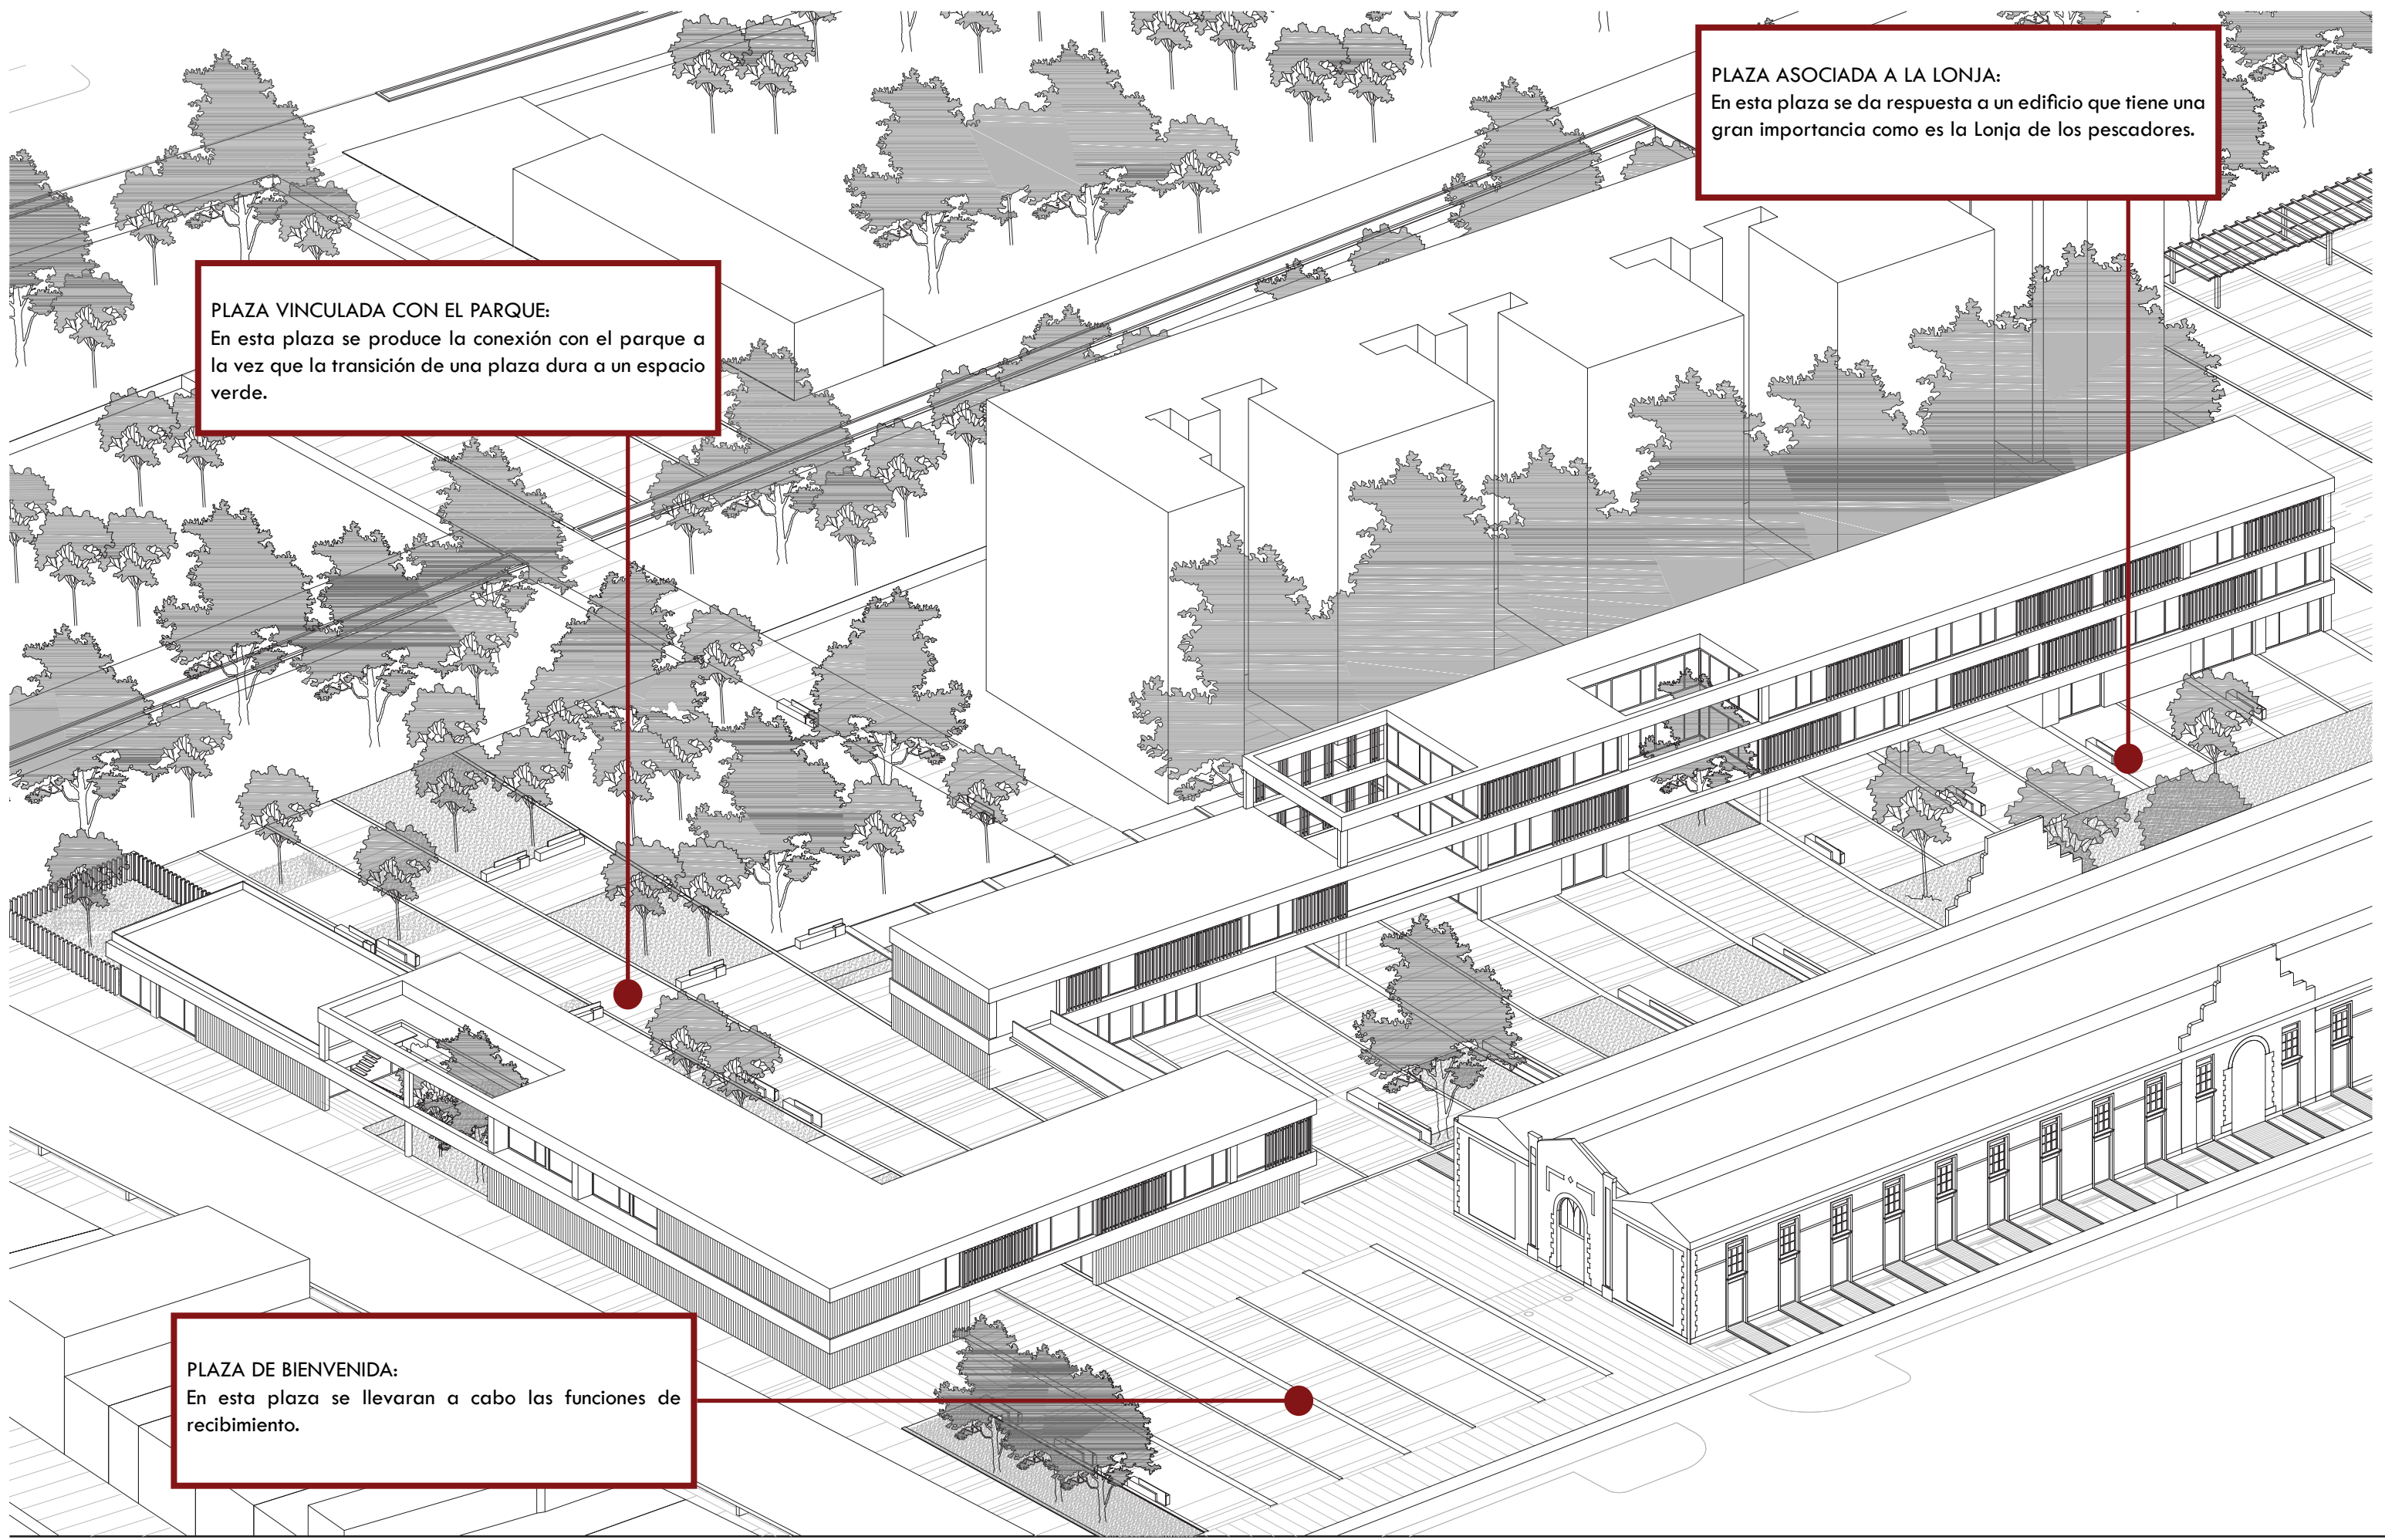 PLAZA ASOCIADA A LA LONJA:
En esta plaza se da respuesta a un edificio que tiene una
gran importancia como es la Lonja de los pescadores.
PLAZA VINCULADA CON EL PARQUE:
En esta plaza se produce la conexión con el parque a
la vez que la transición de una plaza dura a un espacio
verde.
PLAZA DE BIENVENIDA:
En esta plaza se llevaran a cabo las funciones de
recibimiento.